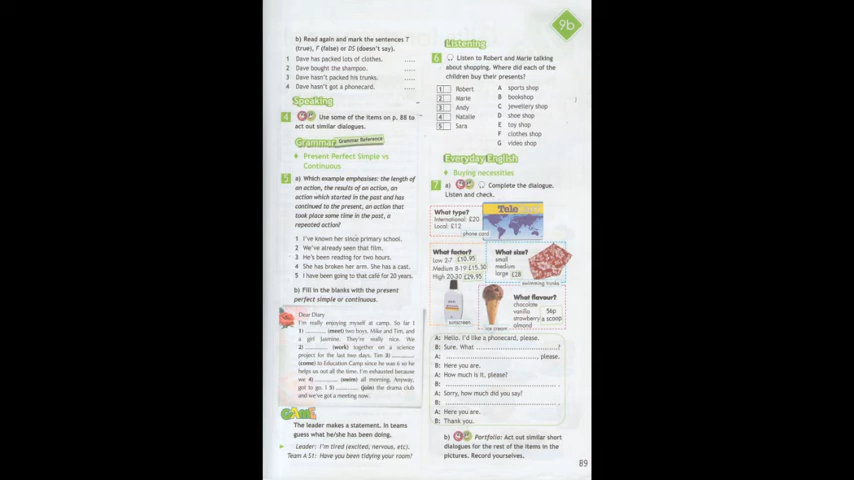 9b
b) Read again and mark the sentences T
(true), F (false) or DS (doesn't say).
1 Dave has packed lots of clothes. .....
2 Dave bought the shampoo. .....
3 Dave hasn't packed his trunks. .....
4 Dave hasn't got a phonecard. .....
Speaking
4 Use some of the items on p. 88 to
act out similar dialogues.
Grammar Grammar Reference
Present Perfect Simple vs
Continuous
5 a) Which example emphasises: the length of
an action, the results of an action, an
action which started in the past and has
continued to the present, an action that
took place some time in the past, a
repeated action?
1 I've known her since primary school.
2 We've already seen that film.
3 He's been reading for two hours.
4 She has broken her arm. She has a cast.
5 I have been going to that café for 20 years.
b) Fill in the blanks with the present
perfect simple or continuous.
Dear Diary
I'm really enjoying myself at camp. So far I
1) .......... (meet) two boys, Mike and Tim, and
a girl Jasmine. They're really nice. We
2) .......... (work) together on a science
project for the last two days. Tim 3) ..........
(come) to Education Camp since he was 6 so he
helps us out all the time. I'm exhausted because
we 4) .......... (swim) all morning. Anyway,
got to go. I 5) .......... (join) the drama club
and we've got a meeting now.
GAME
The leader makes a statement. In teams
guess what he/she has been doing.
Leader: I'm tired (excited, nervous, etc).
Team A S1: Have you been tidying your room?
Listening
6 Listen to Robert and Marie talking
about shopping. Where did each of the
children buy their presents?
1 Robert A sports shop
2 Marie B bookshop
3 Andy C jewellery shop
4 Natalie D shoe shop
5 Sara E toy shop
F clothes shop
G video shop
Everyday English
Buying necessities
7 a) Complete the dialogue.
Listen and check.
What type?
International: £20
Local: £12
phone card
Tele
What factor?
Low 2-7 £10.95
Medium 8-19 £15.30
High 20-30 £29.95
sunscreen
What size?
small
medium
large £28
swimming trunks
What flavour?
chocolate
vanilla
strawberry
almond
56p
a scoop
ice cream
A: Hello. I'd like a phonecard, please.
B: Sure. What ..............................?
A: .............................., please.
B: Here you are.
A: How much is it, please?
B: ..............................
A: Sorry, how much did you say?
B: ..............................
A: Here you are.
B: Thank you.
b) Portfolio: Act out similar short
dialogues for the rest of the items in the
pictures. Record yourselves.
89